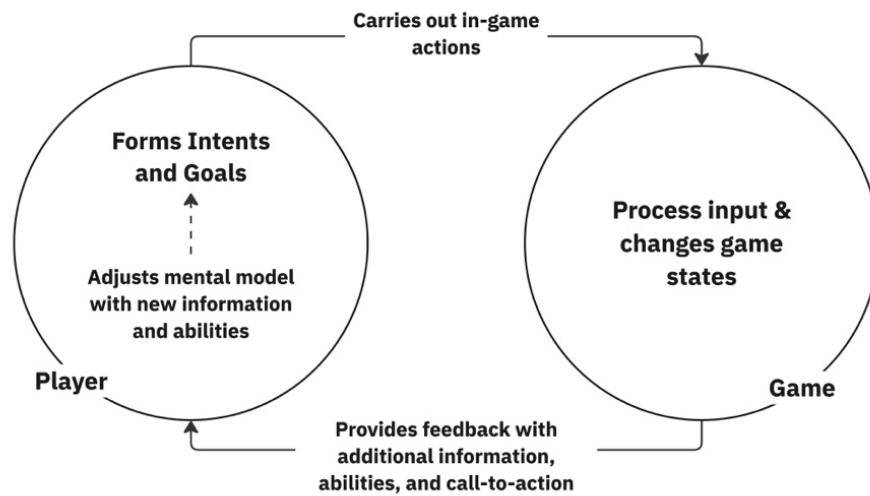 Carries out in-game
actions
Forms Intents
and Goals
Adjusts mental model
with new information
and abilities
Player
Process input &
changes game
states
Game
Provides feedback with
additional information,
abilities, and call-to-action